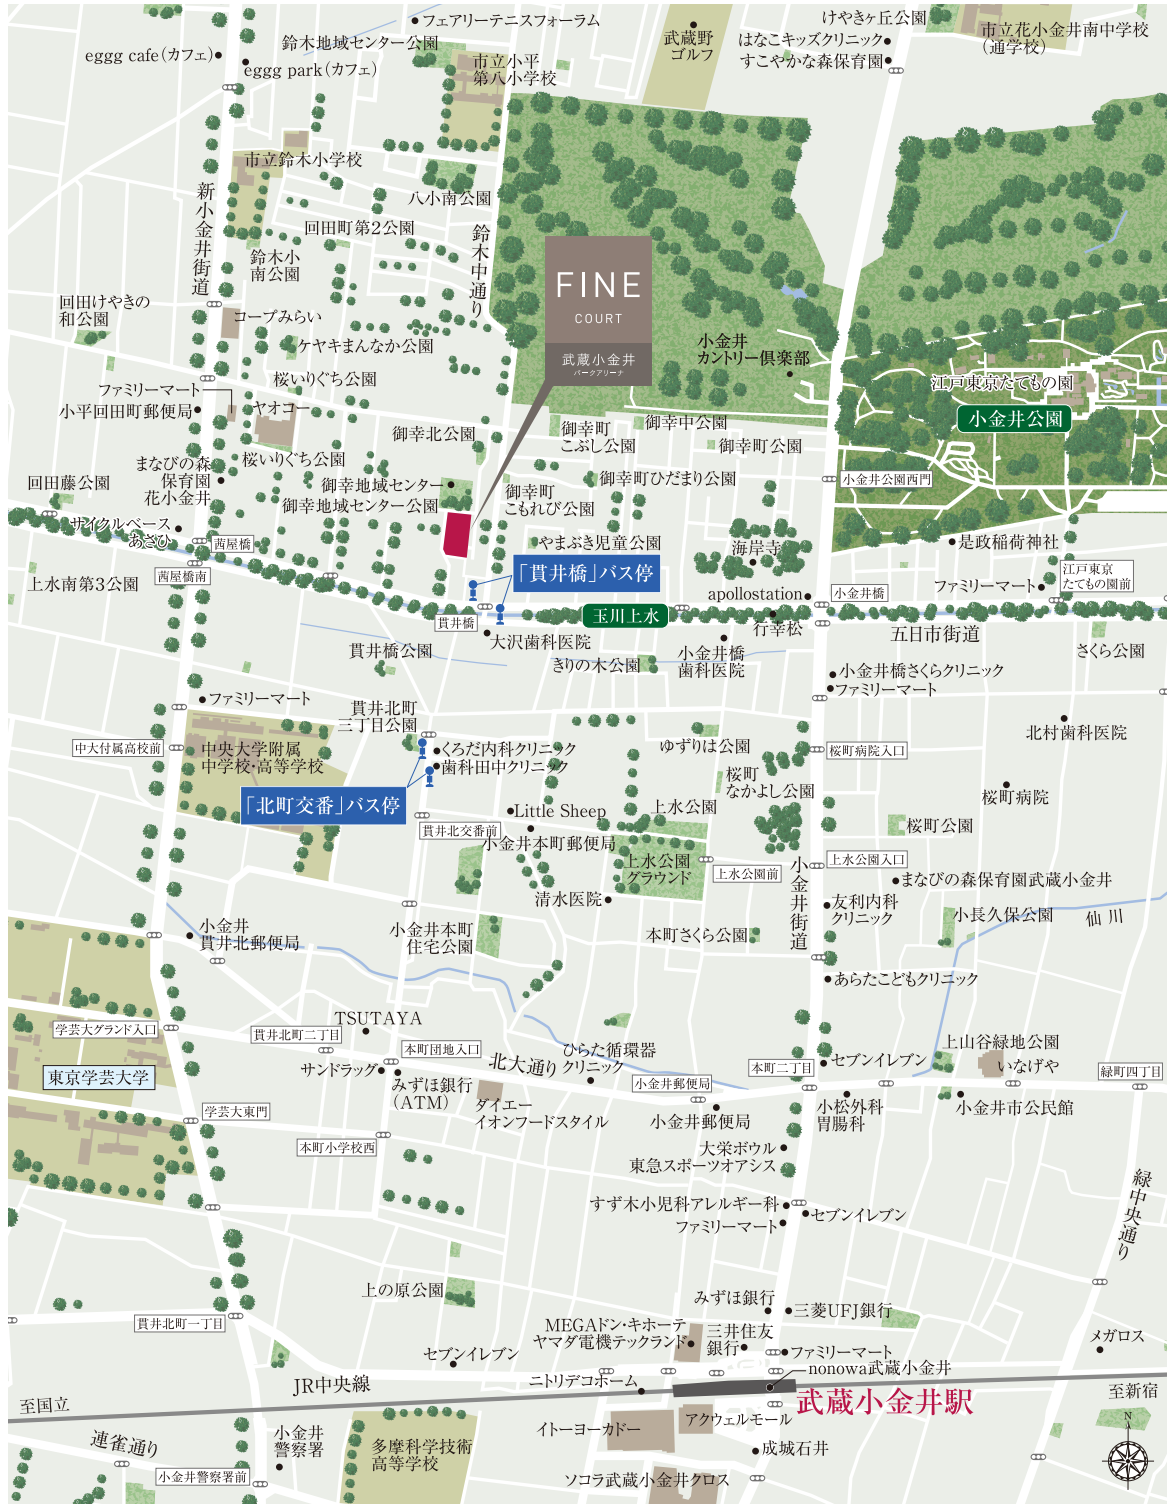 フェアリーテニスフォーラム
けやきヶ丘公園
鈴木地域センター公園
eggg cafe（カフェ）
eggg park（カフェ）
市立小平
第八小学校
武蔵野
ゴルフ
はなこキッズクリニック
すこやかな森保育園
市立花小金井南中学校
（通学校）
市立鈴木小学校
新小金井街道
八小南公園
回田町第2公園
鈴木中通り
鈴木小
南公園
FINE
COURT
武蔵小金井
パークアリーナ
回田けやきの
和公園
コープみらい
ケヤキまんなか公園
小金井
カントリー倶楽部
桜いりぐち公園
ファミリーマート
小平回田町郵便局
ヤオコー
江戸東京たてもの園
小金井公園
御幸北公園
御幸町
こぶし公園
御幸中公園
御幸町公園
まなびの森
保育園
花小金井
桜いりぐち公園
御幸地域センター
御幸地域センター公園
御幸町
こもれび公園
御幸町ひだまり公園
小金井公園西門
回田藤公園
サイクルベース
あさひ
茜屋橋
やまぶき児童公園
海岸寺
是政稲荷神社
茜屋橋南
上水南第3公園
「貫井橋」バス停
江戸東京
たてもの園前
ファミリーマート
apollostation
小金井橋
貫井橋
玉川上水
行幸松
五日市街道
大沢歯科医院
貫井橋公園
きりの木公園
小金井橋
歯科医院
さくら公園
小金井橋さくらクリニック
ファミリーマート
ファミリーマート
貫井北町
三丁目公園
北村歯科医院
中大付属高校前
中央大学附属
中学校・高等学校
くろだ内科クリニック
歯科田中クリニック
ゆずりは公園
桜町病院入口
桜町
なかよし公園
桜町病院
「北町交番」バス停
Little Sheep
上水公園
貫井北交番前
小金井本町郵便局
桜町公園
上水公園
グラウンド
上水公園前
上水公園入口
小金井街道
まなびの森保育園武蔵小金井
清水医院
友利内科
クリニック
小長久保公園
仙川
小金井
貫井北郵便局
小金井本町
住宅公園
本町さくら公園
あらたこどもクリニック
学芸大グランド入口
TSUTAYA
貫井北町二丁目
本町団地入口
北大通り
ひらた循環器
クリニック
上山谷緑地公園
いなげや
東京学芸大学
サンドラッグ
みずほ銀行
（ATM）
本町二丁目
セブンイレブン
緑町四丁目
小金井郵便局
学芸大東門
ダイエー
イオンフードスタイル
小金井郵便局
小松外科
胃腸科
小金井市公民館
本町小学校西
大栄ボウル
東急スポーツオアシス
緑中央通り
すず木小児科アレルギー科
ファミリーマート
セブンイレブン
上の原公園
貫井北町一丁目
みずほ銀行
三菱UFJ銀行
MEGAドン・キホーテ
ヤマダ電機テックランド
三井住友
銀行
メガロス
セブンイレブン
ファミリーマート
nonowa武蔵小金井
JR中央線
ニトリデコホーム
武蔵小金井駅
至国立
至新宿
アクウェルモール
イトーヨーカドー
連雀通り
小金井
警察署
多摩科学技術
高等学校
成城石井
小金井警察署前
ソコラ武蔵小金井クロス
N